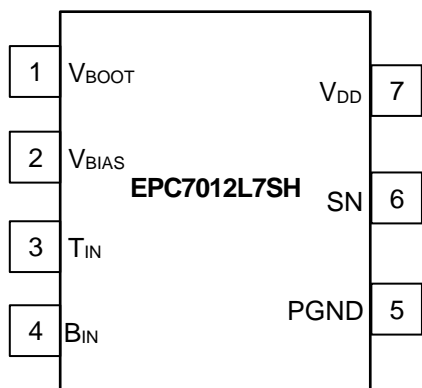 1 VBOOT
VDD 7
2 VBIAS
EPC7012L7SH
SN 6
3 TIN
PGND 5
4 BIN